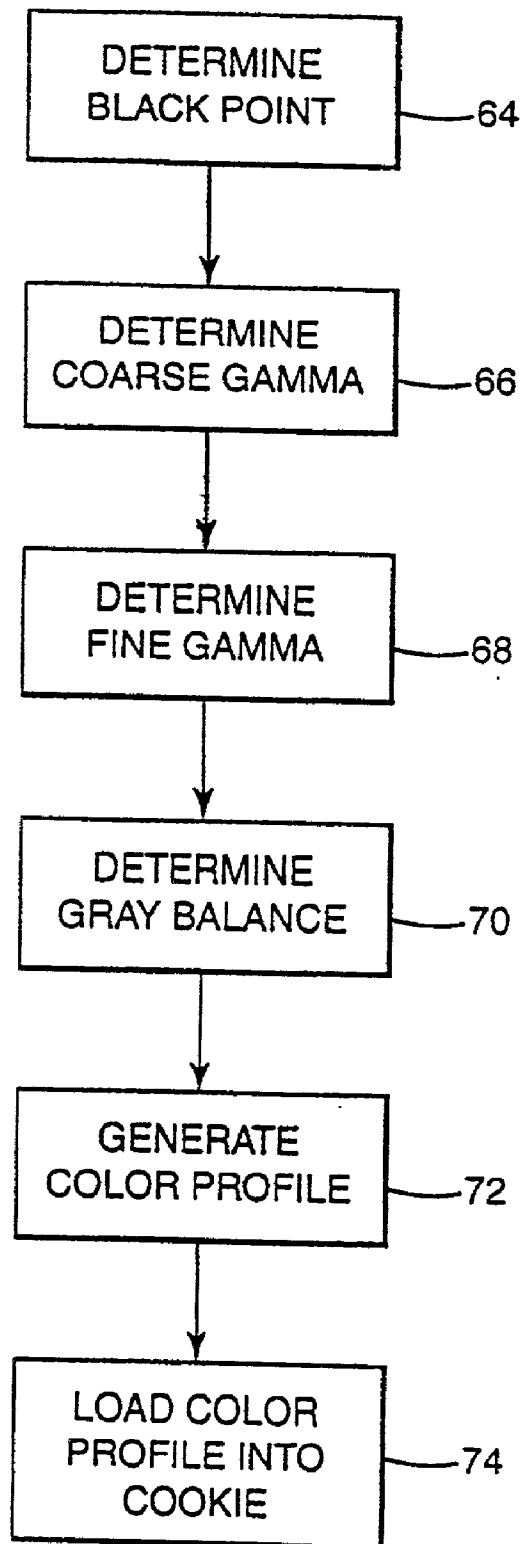 DETERMINE
BLACK POINT
64
DETERMINE
COARSE GAMMA
66
DETERMINE
FINE GAMMA
68
DETERMINE
GRAY BALANCE
70
GENERATE
COLOR PROFILE
72
LOAD COLOR
PROFILE INTO
COOKIE
74